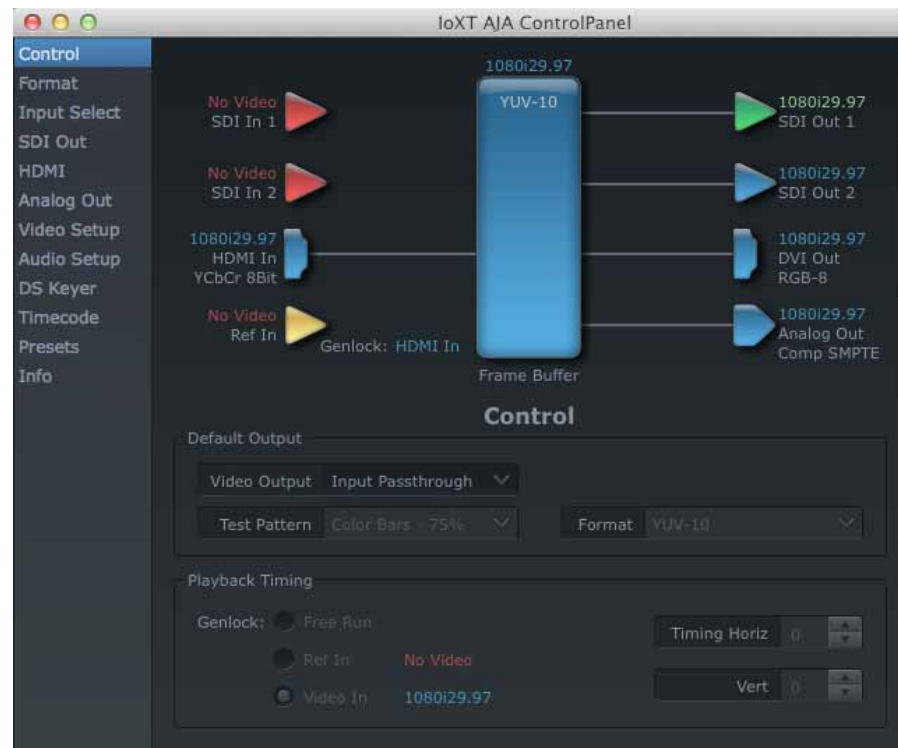 IoXT AJA ControlPanel
Control
Format
Input Select
SDI Out
HDMI
Analog Out
Video Setup
Audio Setup
DS Keyer
Timecode
Presets
Info
1080i29.97
YUV-10
Frame Buffer
No Video
SDI In 1
No Video
SDI In 2
1080i29.97
HDMI In
YCbCr 8Bit
No Video
Ref In
Genlock: HDMI In
1080i29.97
SDI Out 1
1080i29.97
SDI Out 2
1080i29.97
DVI Out
RGB-8
1080i29.97
Analog Out
Comp SMPTE
Control
Default Output
Video Output Input Passthrough
Test Pattern Color Bars - 75% Format YUV-10
Playback Timing
Genlock: Free Run
Timing Horiz 0
Ref In No Video
Video In 1080i29.97
Vert 0